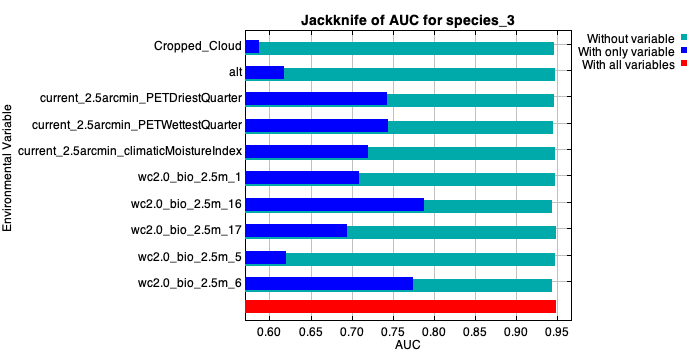 Jackknife of AUC for species_3
Without variable
With only variable
With all variables
Environmental Variable
Cropped_Cloud
alt
current_2.5arcmin_PETDriestQuarter
current_2.5arcmin_PETWettestQuarter
current_2.5arcmin_climaticMoistureIndex
wc2.0_bio_2.5m_1
wc2.0_bio_2.5m_16
wc2.0_bio_2.5m_17
wc2.0_bio_2.5m_5
wc2.0_bio_2.5m_6
0.60 0.65 0.70 0.75 0.80 0.85 0.90 0.95
AUC